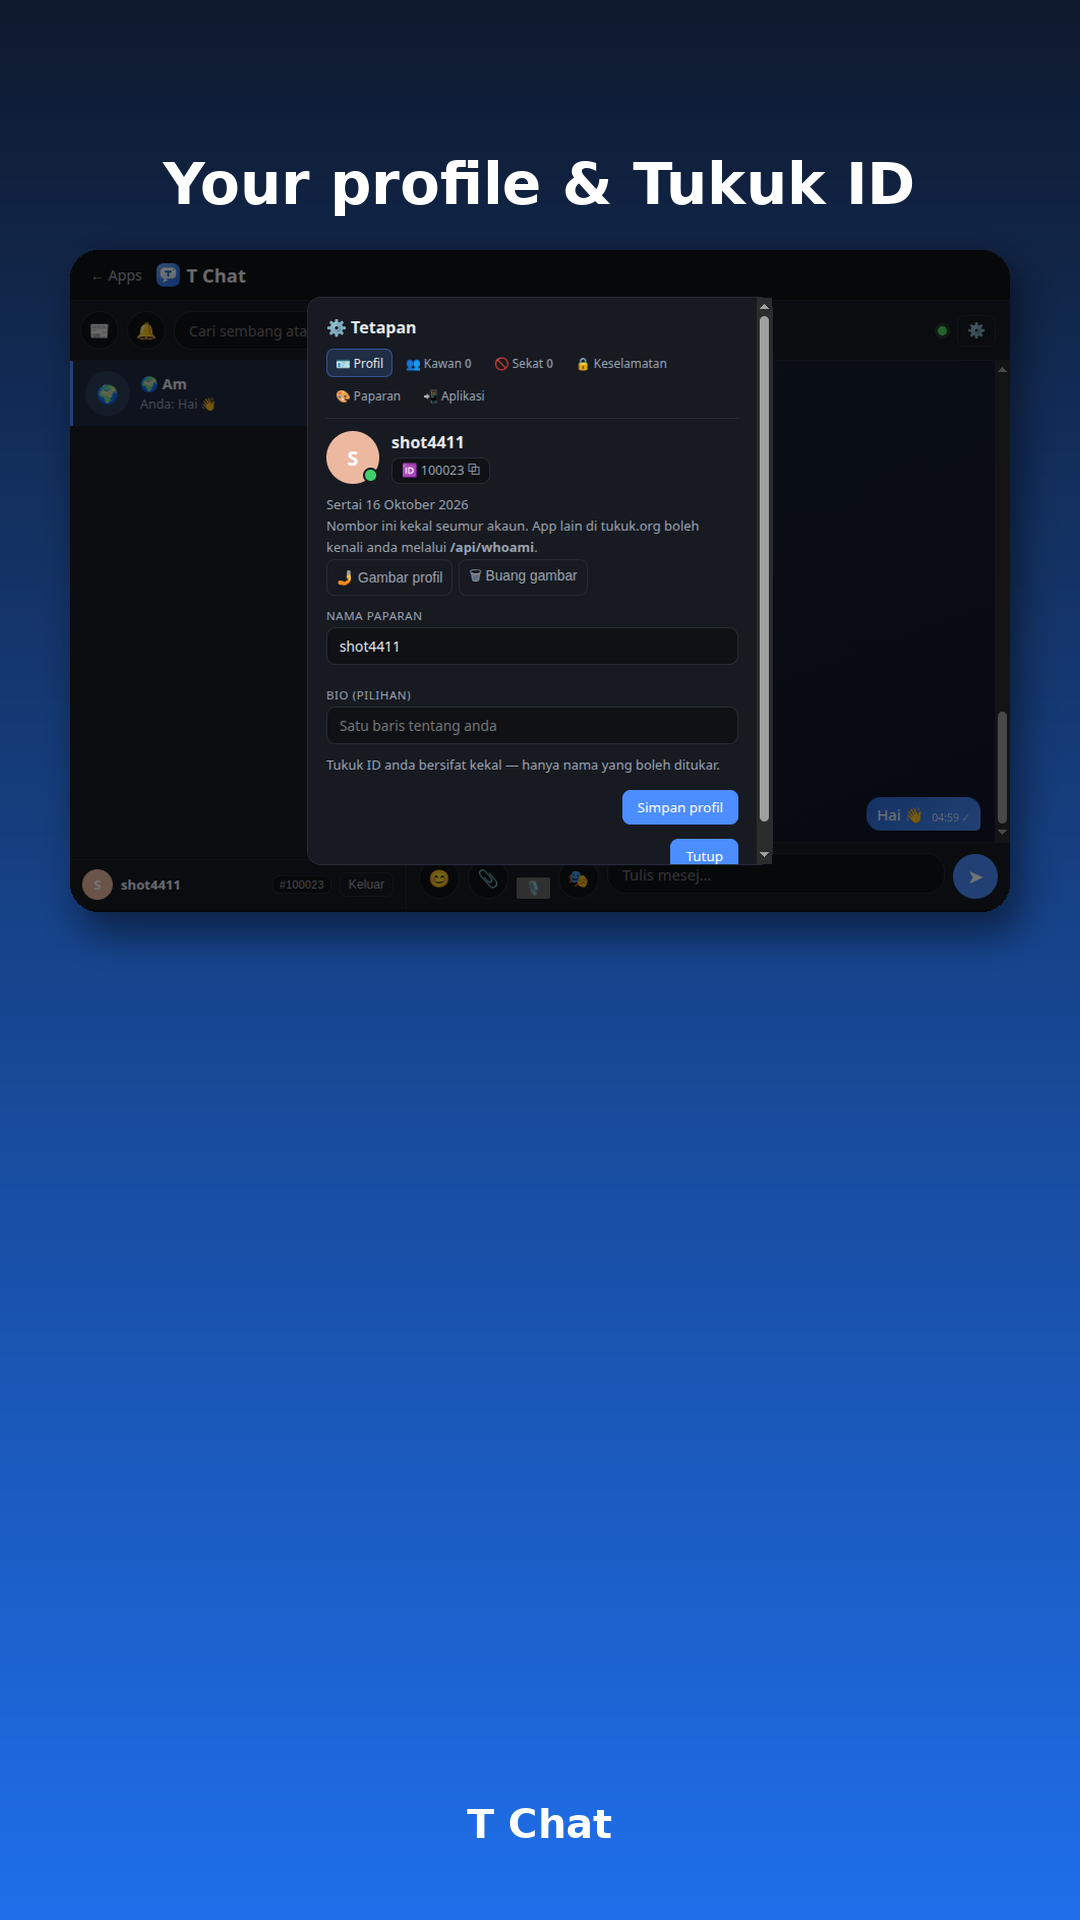 Your profile & Tukuk ID
← Apps T Chat
Cari sembang ata
⚙️ Tetapan
🪪 Profil 👥 Kawan 0 🚫 Sekat 0 🔒 Keselamatan
🎨 Paparan 📲 Aplikasi
🌍 Am
Anda: Hai 👋
S
shot4411
🆔 100023
Sertai 16 Oktober 2026
Nombor ini kekal seumur akaun. App lain di tukuk.org boleh
kenali anda melalui /api/whoami.
🤳 Gambar profil 🗑 Buang gambar
NAMA PAPARAN
shot4411
BIO (PILIHAN)
Satu baris tentang anda
Tukuk ID anda bersifat kekal — hanya nama yang boleh ditukar.
Simpan profil
Tutup
Hai 👋 04:59 ✓
S shot4411 #100023 Keluar
Tulis mesej...
T Chat